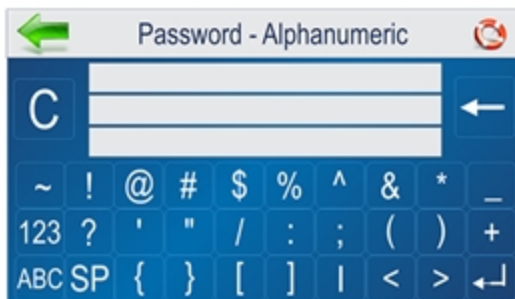 Password - Alphanumeric
C
~ ! @ # $ % ^ & * _
123 ? ' " / : ; ( ) +
ABC SP { } [ ] | < >